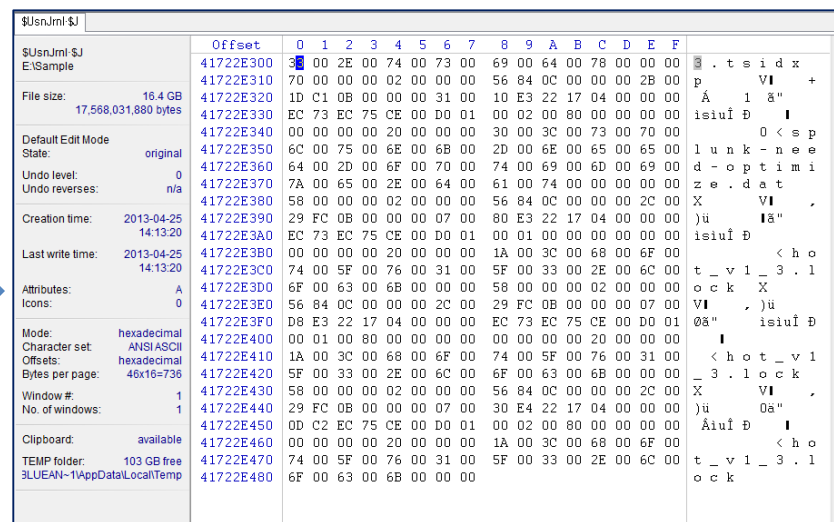 $UsnJrnl·$J
$UsnJrnl·$J
E:\Sample
File size: 16.4 GB
17,568,031,880 bytes
Default Edit Mode
State: original
Undo level: 0
Undo reverses: n/a
Creation time: 2013-04-25
14:13:20
Last write time: 2013-04-25
14:13:20
Attributes: A
Icons: 0
Mode: hexadecimal
Character set: ANSI ASCII
Offsets: hexadecimal
Bytes per page: 46x16=736
Window #: 1
No. of windows: 1
Clipboard: available
TEMP folder: 103 GB free
3LUEAN~1\AppData\Local\Temp
Offset 0 1 2 3 4 5 6 7 8 9 A B C D E F
41722E300 33 00 2E 00 74 00 73 00 69 00 64 00 78 00 00 00 3 . t s i d x
41722E310 70 00 00 00 02 00 00 00 56 84 0C 00 00 00 2B 00 p VI +
41722E320 1D C1 0B 00 00 00 31 00 10 E3 22 17 04 00 00 00 Á 1 ã"
41722E330 EC 73 EC 75 CE 00 D0 01 00 02 00 80 00 00 00 00 ìsìuÎ Ð I
41722E340 00 00 00 00 20 00 00 00 30 00 3C 00 73 00 70 00 0 < s p
41722E350 6C 00 75 00 6E 00 6B 00 2D 00 6E 00 65 00 65 00 l u n k - n e e
41722E360 64 00 2D 00 6F 00 70 00 74 00 69 00 6D 00 69 00 d - o p t i m i
41722E370 7A 00 65 00 2E 00 64 00 61 00 74 00 00 00 00 00 z e . d a t
41722E380 58 00 00 00 02 00 00 00 56 84 0C 00 00 00 2C 00 X VI ,
41722E390 29 FC 0B 00 00 00 07 00 80 E3 22 17 04 00 00 00 )ü Iã"
41722E3A0 EC 73 EC 75 CE 00 D0 01 00 01 00 00 00 00 00 00 ìsìuÎ Ð
41722E3B0 00 00 00 00 20 00 00 00 1A 00 3C 00 68 00 6F 00 < h o
41722E3C0 74 00 5F 00 76 00 31 00 5F 00 33 00 2E 00 6C 00 t _ v 1 _ 3 . l
41722E3D0 6F 00 63 00 6B 00 00 00 58 00 00 00 02 00 00 00 o c k X
41722E3E0 56 84 0C 00 00 00 2C 00 29 FC 0B 00 00 00 07 00 VI , )ü
41722E3F0 D8 E3 22 17 04 00 00 00 EC 73 EC 75 CE 00 D0 01 Øã" ìsìuÎ Ð
41722E400 00 01 00 80 00 00 00 00 00 00 00 00 20 00 00 00 I
41722E410 1A 00 3C 00 68 00 6F 00 74 00 5F 00 76 00 31 00 < h o t _ v 1
41722E420 5F 00 33 00 2E 00 6C 00 6F 00 63 00 6B 00 00 00 _ 3 . l o c k
41722E430 58 00 00 00 02 00 00 00 56 84 0C 00 00 00 2C 00 X VI ,
41722E440 29 FC 0B 00 00 00 07 00 30 E4 22 17 04 00 00 00 )ü 0ä"
41722E450 0D C2 EC 75 CE 00 D0 01 00 02 00 80 00 00 00 00 ÂìuÎ Ð I
41722E460 00 00 00 00 20 00 00 00 1A 00 3C 00 68 00 6F 00 < h o
41722E470 74 00 5F 00 76 00 31 00 5F 00 33 00 2E 00 6C 00 t _ v 1 _ 3 . l
41722E480 6F 00 63 00 6B 00 00 00 o c k